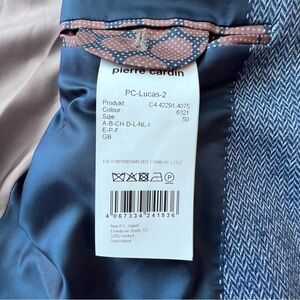 pierre cardin
PC-Lucas-2
Produkt C4 42291.4075
Colour: 6321
Size 50
A-B-CH-D-L-NL-I
E-P-F
GB
4 067334 241536
Deutschland